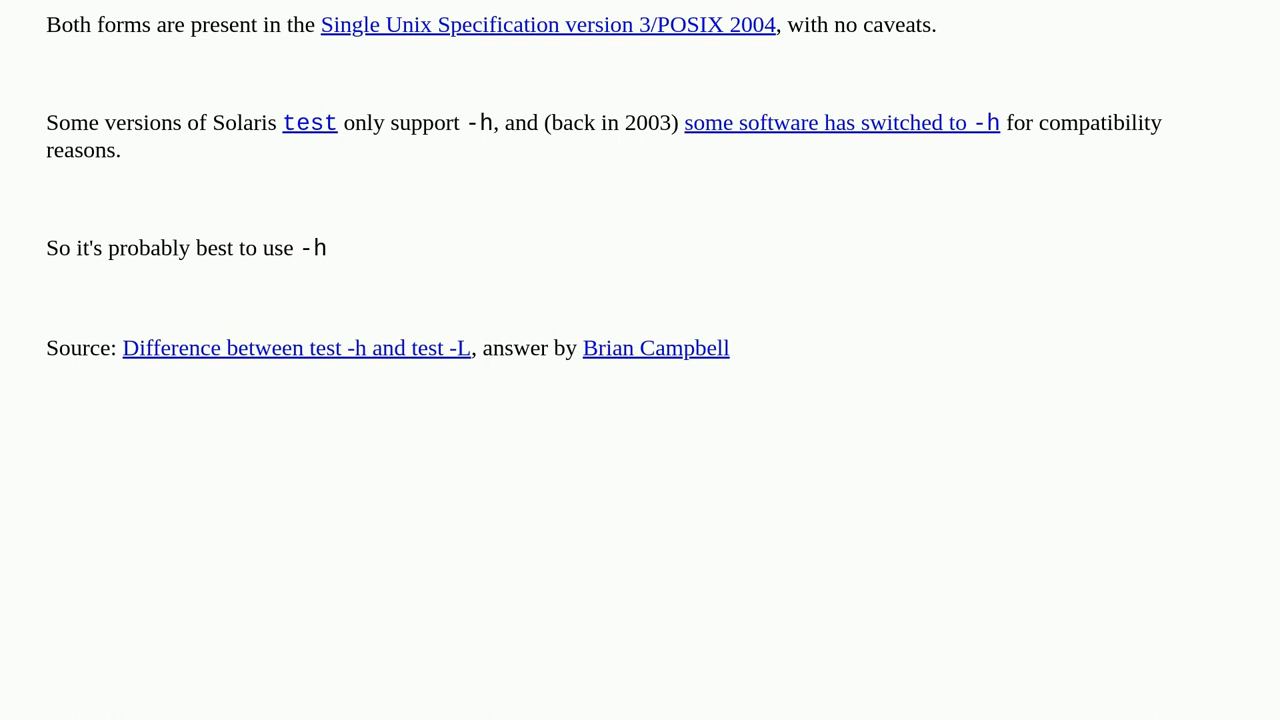 Both forms are present in the Single Unix Specification version 3/POSIX 2004, with no caveats.
Some versions of Solaris test only support -h, and (back in 2003) some software has switched to -h for compatibility
reasons.
So it's probably best to use -h
Source: Difference between test -h and test -L, answer by Brian Campbell